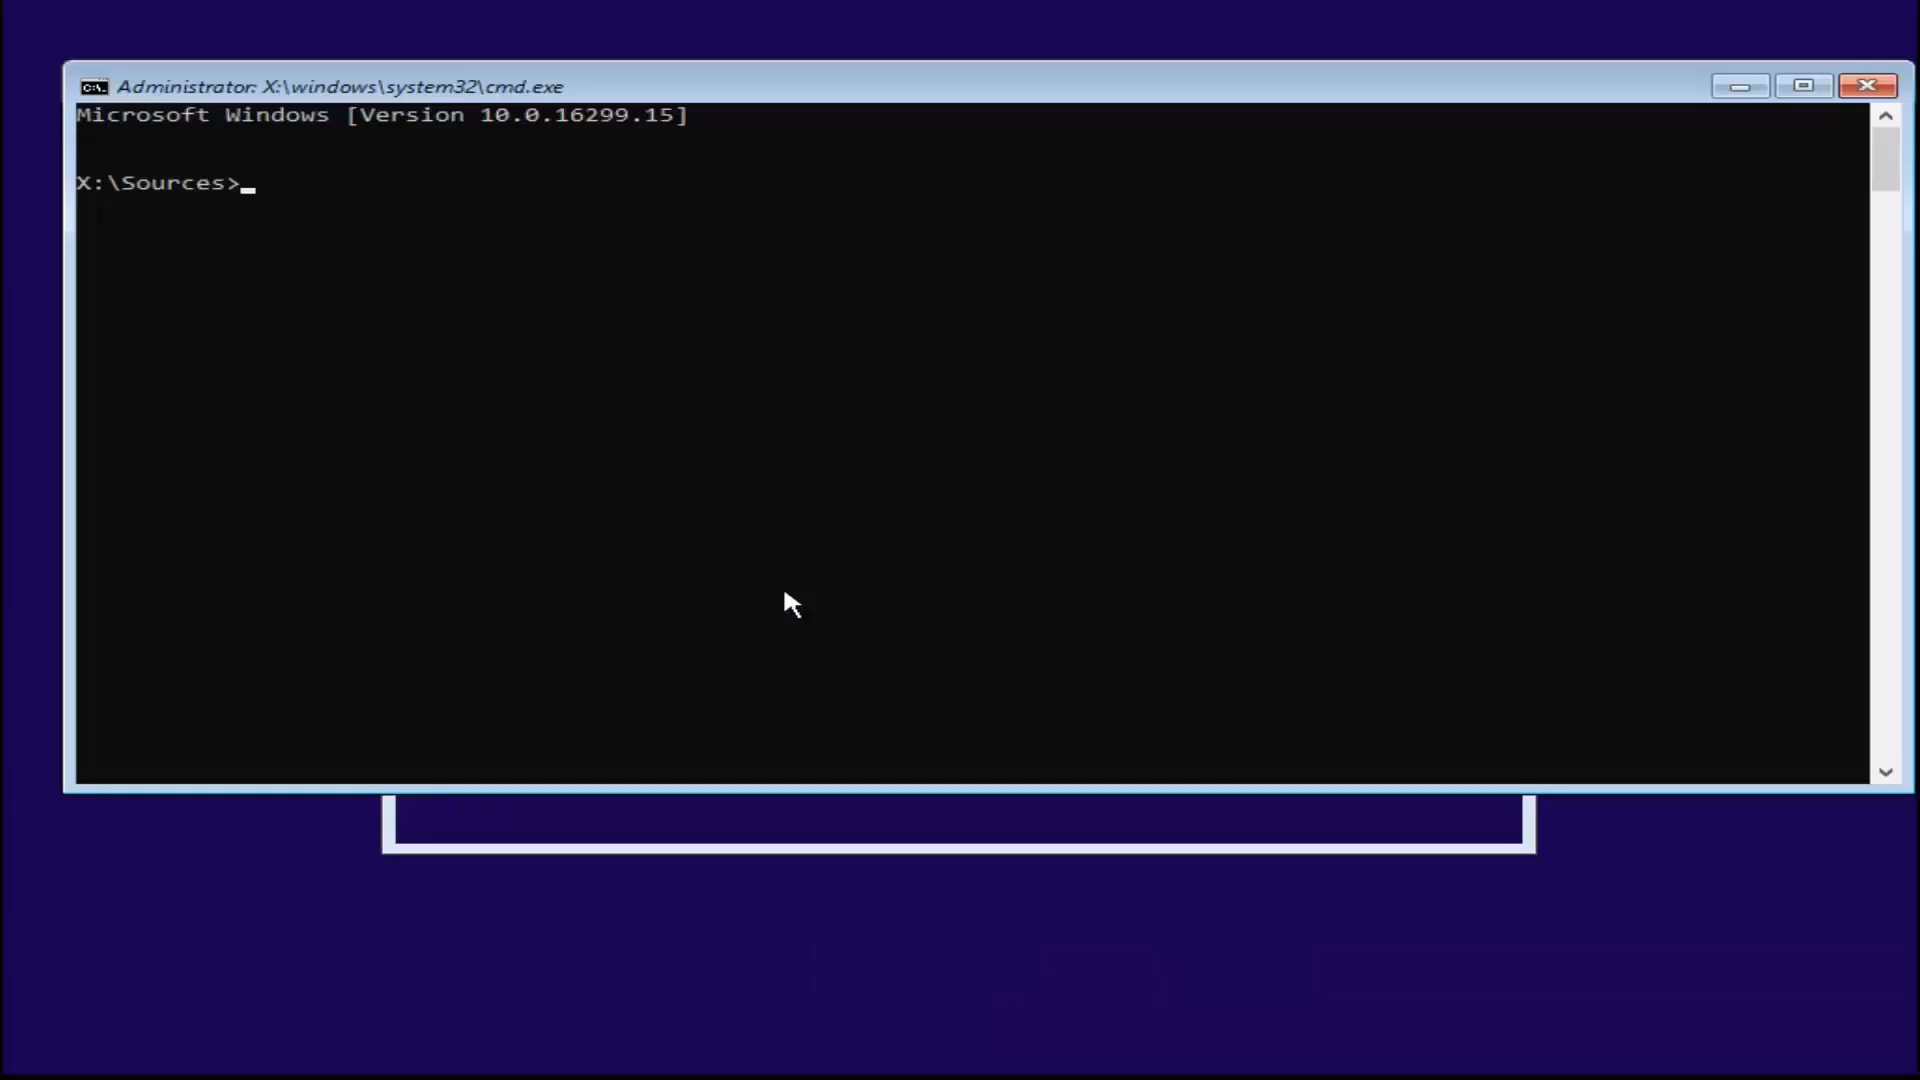 Administrator: X:\windows\system32\cmd.exe
Microsoft Windows [Version 10.0.16299.15]
X:\Sources>